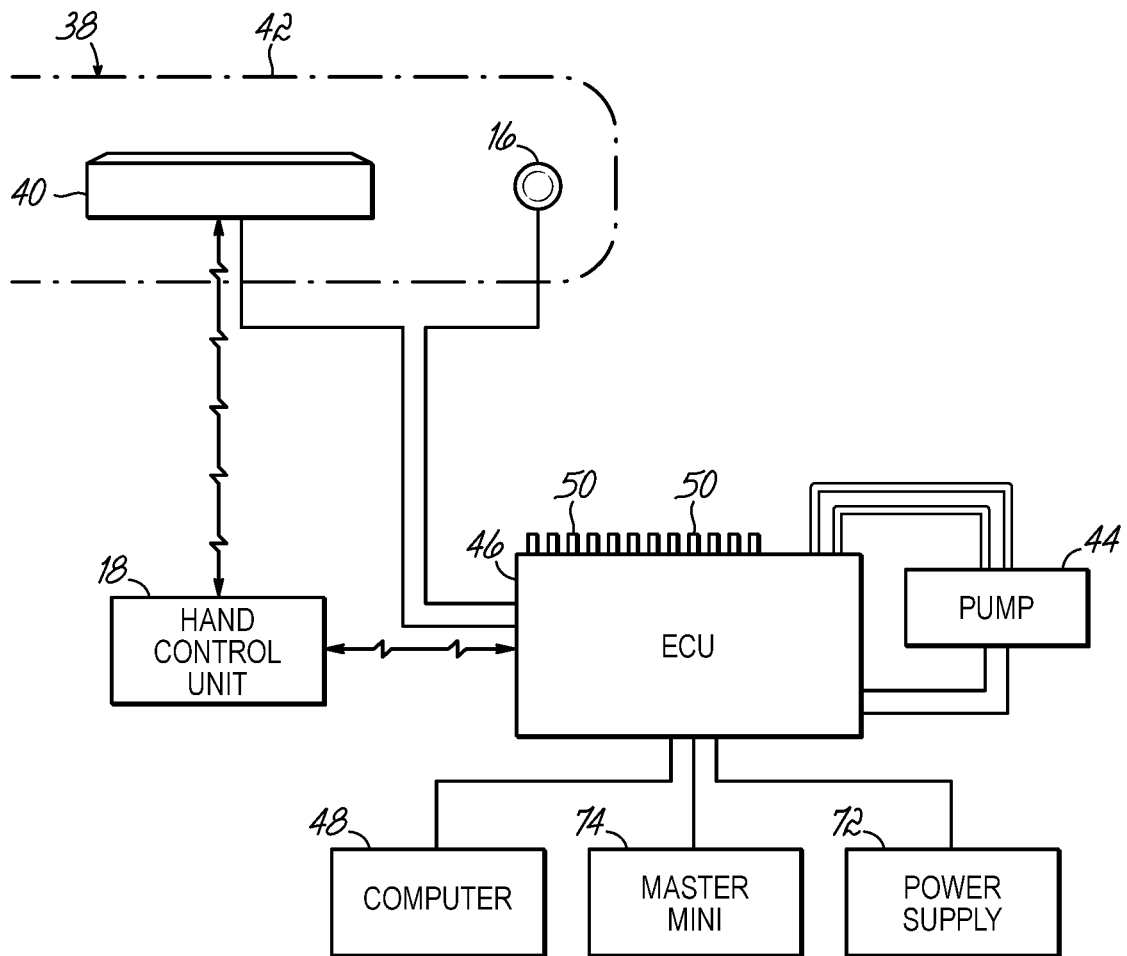 38
42
16
40
50
50
46
44
18
PUMP
HAND
CONTROL
UNIT
ECU
48
74
72
COMPUTER
MASTER
MINI
POWER
SUPPLY